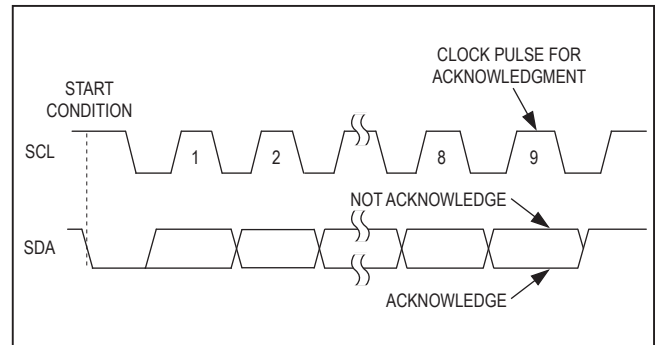 CLOCK PULSE FOR
ACKNOWLEDGMENT
START
CONDITION
SCL
1
2
8
9
NOT ACKNOWLEDGE
SDA
ACKNOWLEDGE